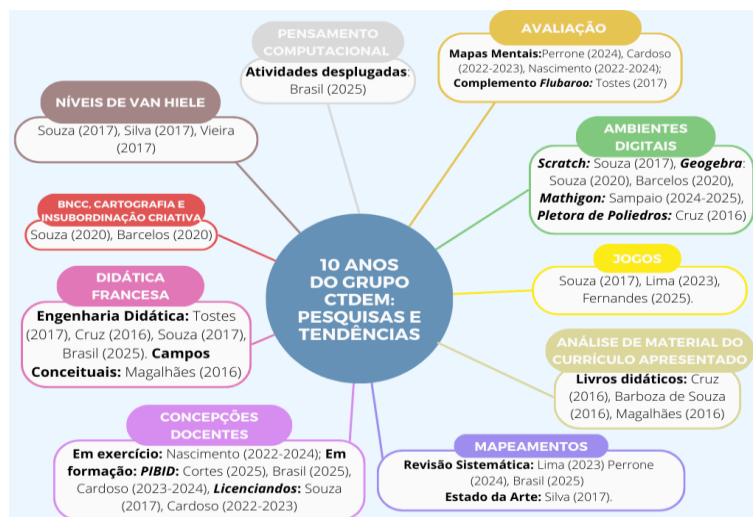 PENSAMENTO
COMPUTACIONAL
Atividades desplugadas:
Brasil (2025)
AVALIAÇÃO
Mapas Mentais:Perrone (2024), Cardoso
(2022-2023), Nascimento (2022-2024);
Complemento Flubaroo: Tostes (2017)
NÍVEIS DE VAN HIELE
Souza (2017), Silva (2017), Vieira
(2017)
AMBIENTES
DIGITAIS
Scratch: Souza (2017), Geogebra:
Souza (2020), Barcelos (2020),
Mathigon: Sampaio (2024-2025),
Pletora de Poliedros: Cruz (2016)
BNCC, CARTOGRAFIA E
INSUBORDINAÇÃO CRIATIVA
Souza (2020), Barcelos (2020)
10 ANOS
DO GRUPO
CTDEM:
PESQUISAS E
TENDÊNCIAS
JOGOS
Souza (2017), Lima (2023),
Fernandes (2025).
DIDÁTICA
FRANCESA
Engenharia Didática: Tostes
(2017), Cruz (2016), Souza (2017),
Brasil (2025). Campos
Conceituais: Magalhães (2016)
ANÁLISE DE MATERIAL DO
CURRÍCULO APRESENTADO
Livros didáticos: Cruz
(2016), Barboza de Souza
(2016), Magalhães (2016)
CONCEPÇÕES
DOCENTES
Em exercício: Nascimento (2022-2024); Em
formação: PIBID: Cortes (2025), Brasil (2025),
Cardoso (2023-2024), Licenciandos: Souza
(2017), Cardoso (2022-2023)
MAPEAMENTOS
Revisão Sistemática: Lima (2023) Perrone
(2024), Brasil (2025)
Estado da Arte: Silva (2017).